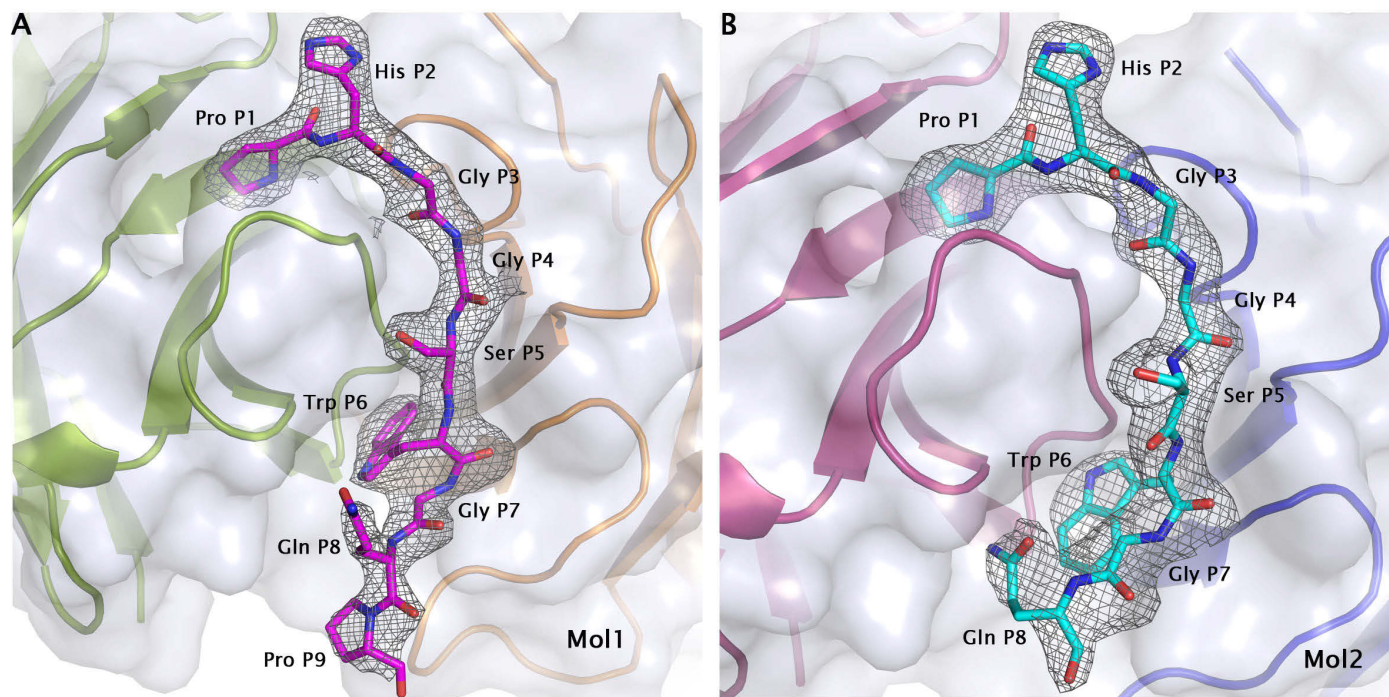 A
His P2
Pro P1
Gly P3
Gly P4
Ser P5
Trp P6
Gly P7
Gln P8
Pro P9
Mol1
B
His P2
Pro P1
Gly P3
Gly P4
Ser P5
Trp P6
Gly P7
Gln P8
Mol2